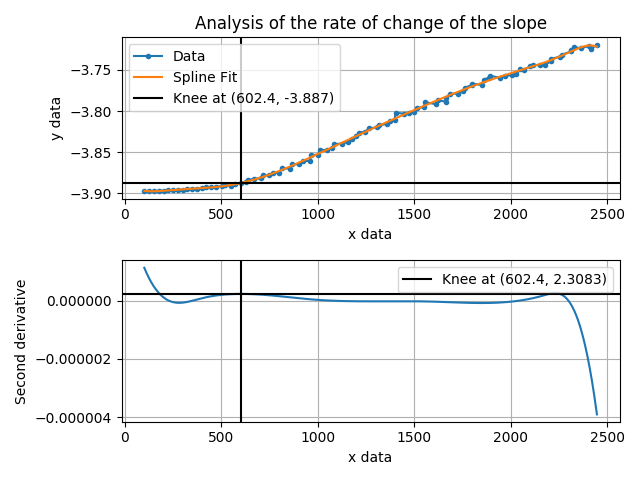 Analysis of the rate of change of the slope
Data
Spline Fit
Knee at (602.4, -3.887)
y data
−3.75
−3.80
−3.85
−3.90
0
500
1000
1500
2000
2500
x data
Knee at (602.4, 2.3083)
Second derivative
0.000000
−0.000002
−0.000004
0
500
1000
1500
2000
2500
x data